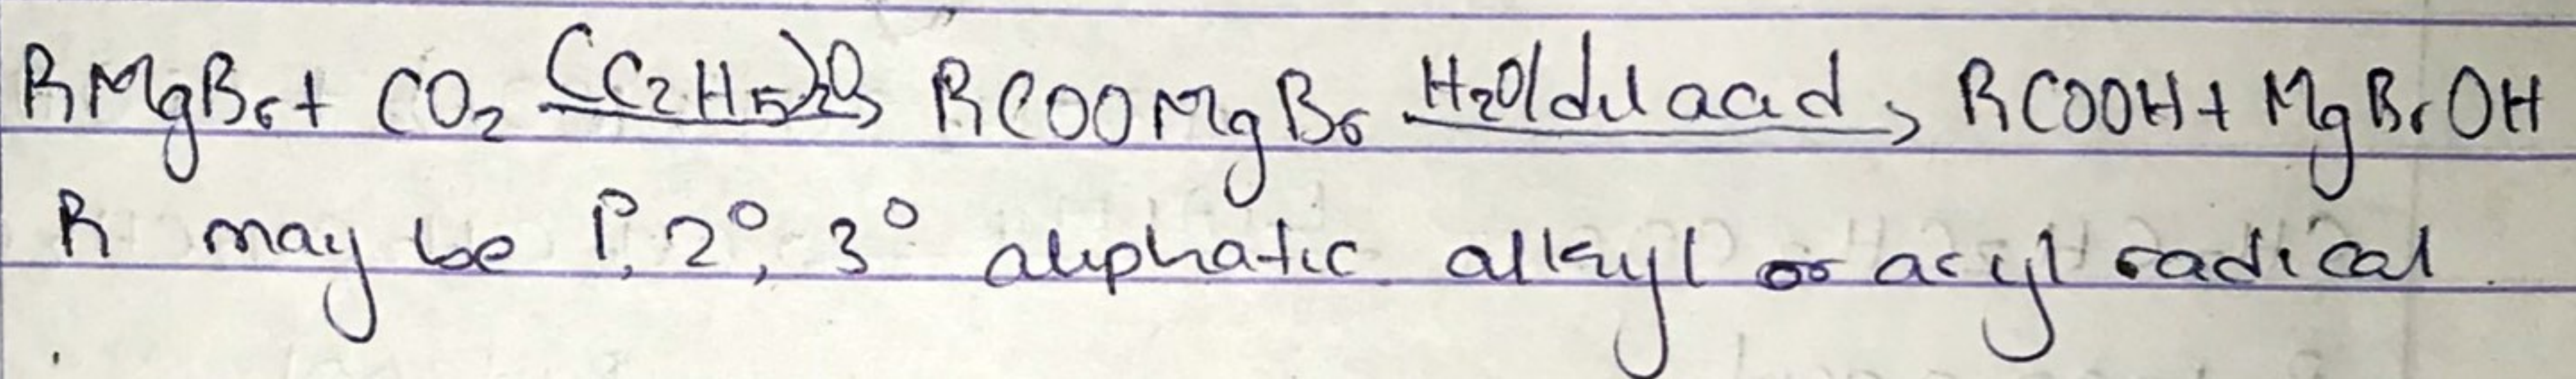 RMgBr + CO₂ (C₂H₅)₂O → RCOOMgBr H₂O/dil acid → RCOOH + MgBrOH
R may be 1°, 2°, 3° aliphatic alkyl or acyl radical.